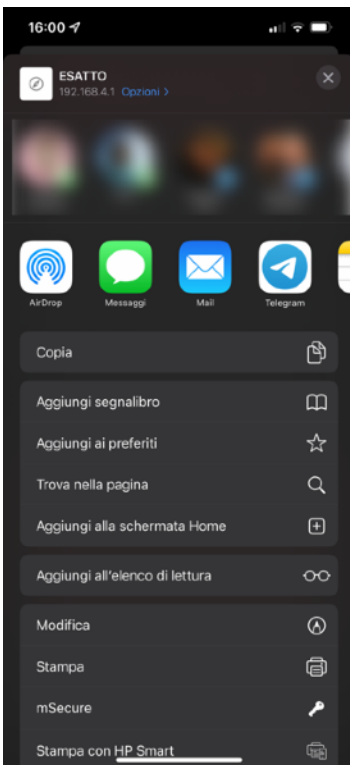 16:00
ESATTO
192.168.4.1 Opzioni >
AirDrop
Messaggi
Mail
Telegram
Copia
Aggiungi segnalibro
Aggiungi ai preferiti
Trova nella pagina
Aggiungi alla schermata Home
Aggiungi all'elenco di lettura
Modifica
Stampa
mSecure
Stampa con HP Smart